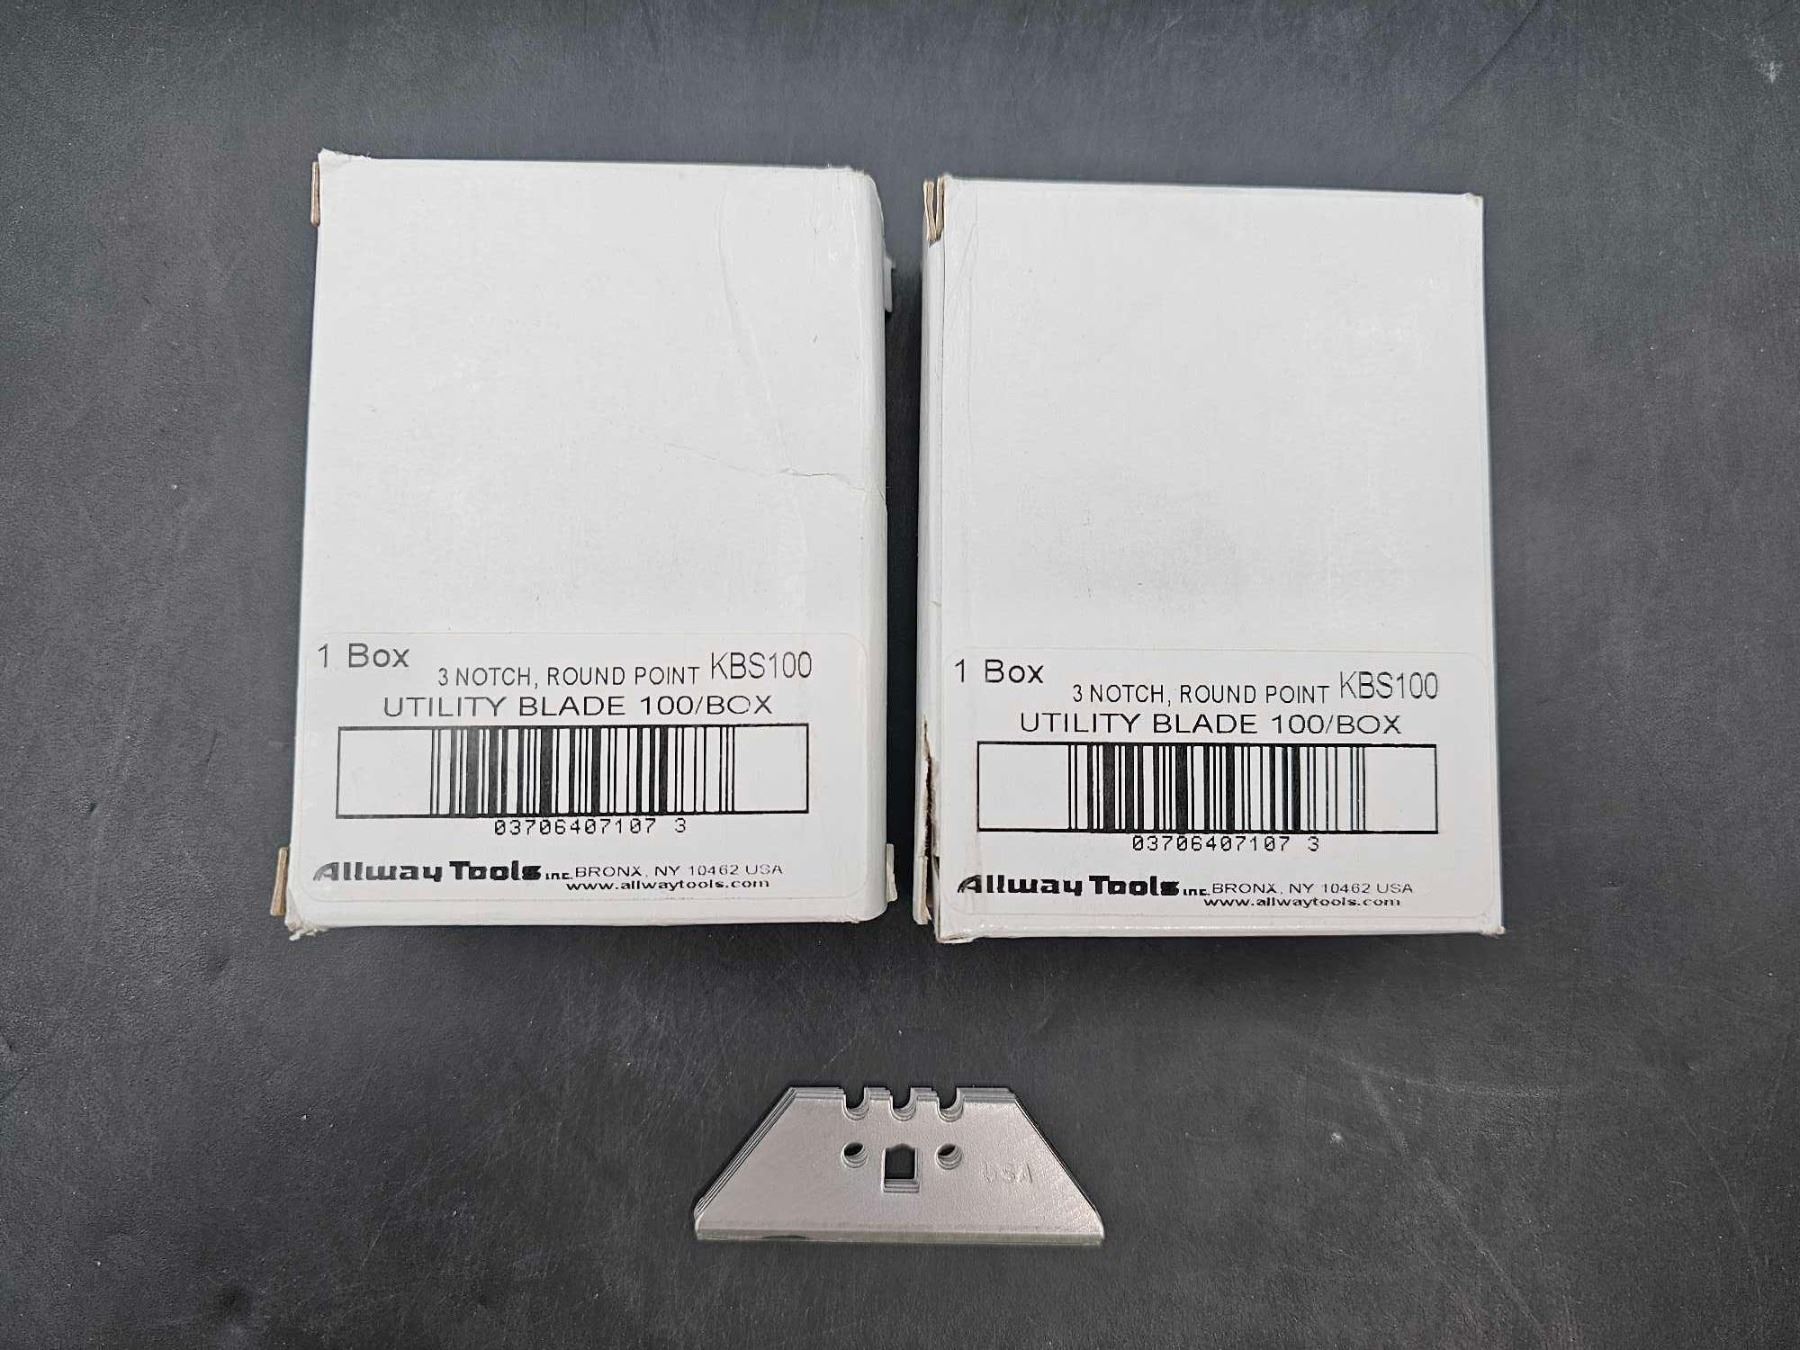 1 Box
3 NOTCH, ROUND POINT KBS100
UTILITY BLADE 100/BOX
03706407107 3
Allway Tools INC. BRONX, NY 10462 USA
www.allwaytools.com
1 Box
3 NOTCH, ROUND POINT KBS100
UTILITY BLADE 100/BOX
03706407107 3
Allway Tools INC. BRONX, NY 10462 USA
www.allwaytools.com
USA